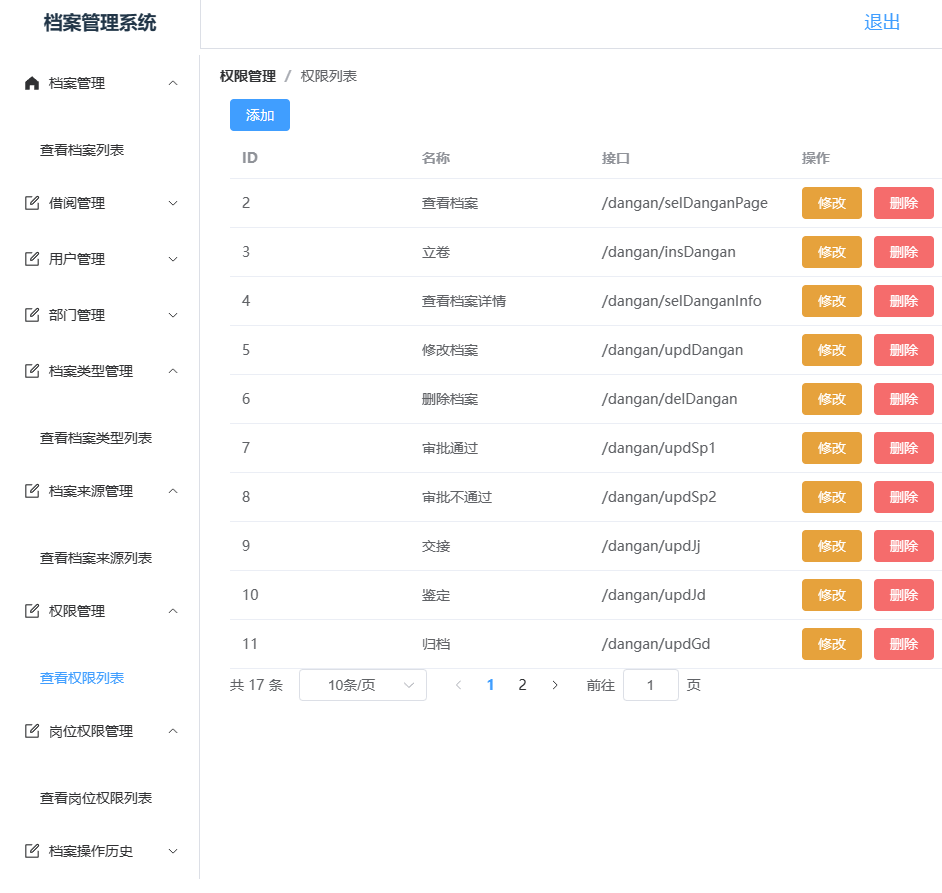 档案管理系统
退出
档案管理
查看档案列表
借阅管理
用户管理
部门管理
档案类型管理
查看档案类型列表
档案来源管理
查看档案来源列表
权限管理
查看权限列表
岗位权限管理
查看岗位权限列表
档案操作历史
权限管理 / 权限列表
添加
ID 名称 接口 操作
2 查看档案 /dangan/selDanganPage 修改 删除
3 立卷 /dangan/insDangan 修改 删除
4 查看档案详情 /dangan/selDanganInfo 修改 删除
5 修改档案 /dangan/updDangan 修改 删除
6 删除档案 /dangan/delDangan 修改 删除
7 审批通过 /dangan/updSp1 修改 删除
8 审批不通过 /dangan/updSp2 修改 删除
9 交接 /dangan/updJj 修改 删除
10 鉴定 /dangan/updJd 修改 删除
11 归档 /dangan/updGd 修改 删除
共 17 条 10条/页 1 2 前往 1 页